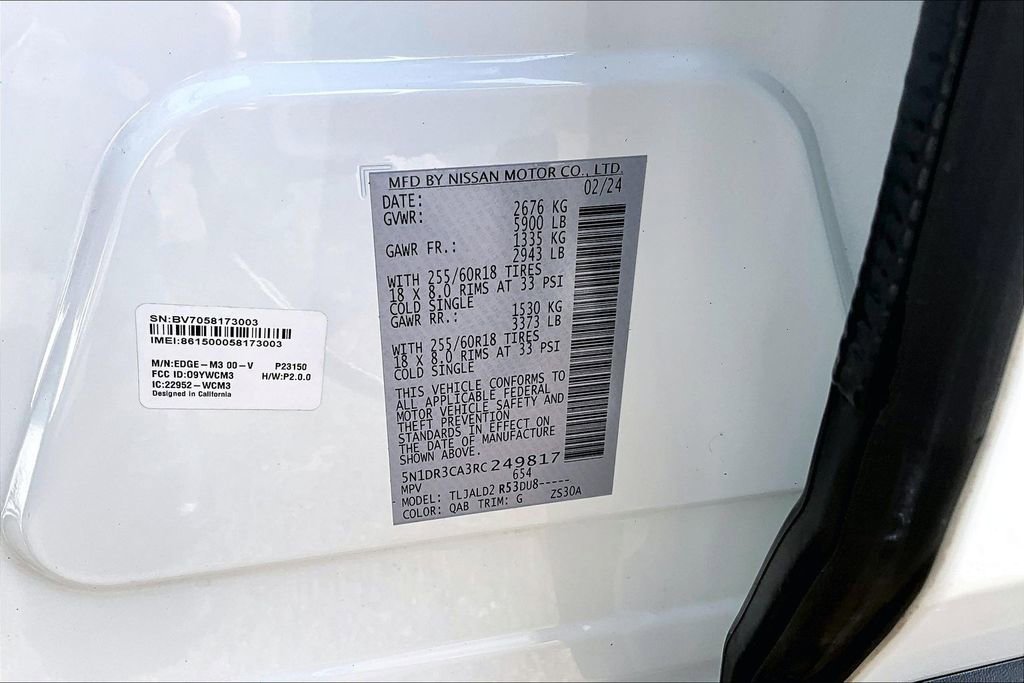 SN:BV7058173003
IMEI:861500058173003
M/N:EDGE-M3 00-V P23150
FCC ID:O9YWCM3 H/W:P2.0.0
IC:22952-WCM3
Designed in California
MFD BY NISSAN MOTOR CO., LTD.
DATE: 02/24
GVWR: 2676 KG
5900 LB
GAWR FR.: 1335 KG
2943 LB
WITH 255/60R18 TIRES
18 X 8.0 RIMS AT 33 PSI
COLD SINGLE
GAWR RR.: 1530 KG
3373 LB
WITH 255/60R18 TIRES
18 X 8.0 RIMS AT 33 PSI
COLD SINGLE
THIS VEHICLE CONFORMS TO
ALL APPLICABLE FEDERAL
MOTOR VEHICLE SAFETY AND
THEFT PREVENTION
STANDARDS IN EFFECT ON
THE DATE OF MANUFACTURE
SHOWN ABOVE.
5N1DR3CA3RC249817
MPV 654
MODEL: TLJALD2 R53DU8-----
COLOR: QAB TRIM: G ZS30A